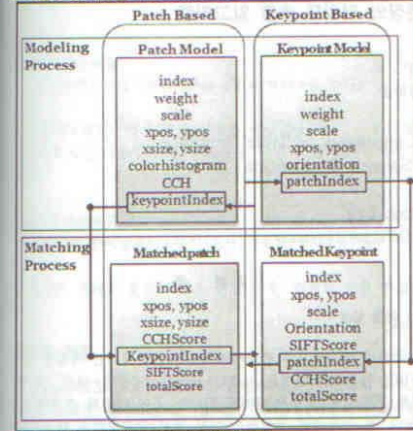 Patch Based
Keypoint Based
Modeling
Process
Patch Model
index
weight
scale
xpos, ypos
xsize, ysize
colorhistogram
CCH
keypointIndex
Keypoint Model
index
weight
scale
xpos, ypos
orientation
patchIndex
Matching
Process
Matchedpatch
index
xpos, ypos
xsize, ysize
CCHScore
KeypointIndex
SIFTScore
totalScore
MatchedKeypoint
index
xpos, ypos
scale
Orientation
SIFTScore
patchIndex
CCHScore
totalScore